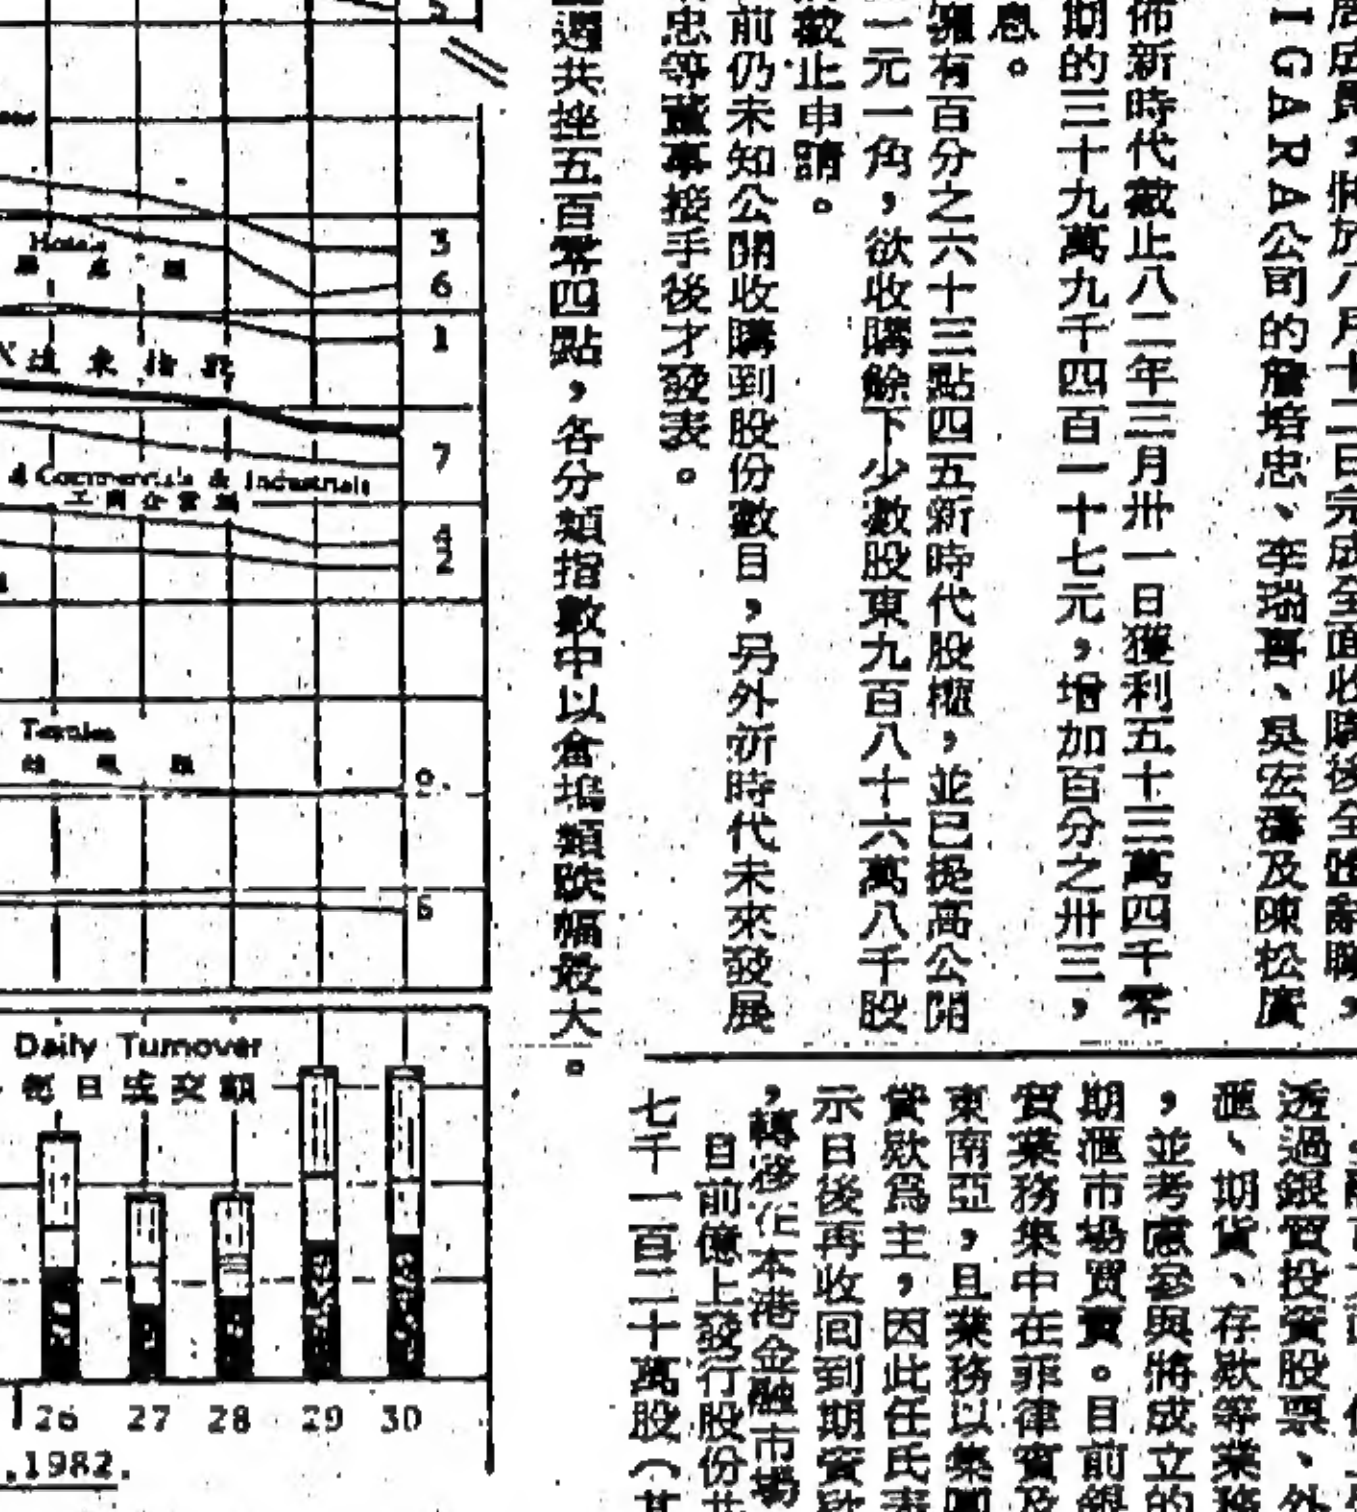 IGARA公司的詹培忠、李瑞喜、吳宏濤及陳松廣
佈新時代截止八二年三月卅一日獲利五十三萬四千零
期的三十九萬九千四百一十七元，增加百分之卅三，
息。
擁有百分之六十三點四五新時代股權，並已提高公開
一元一角，欲收購餘下少數股東九百八十六萬八千股
截止申請。
前仍未知公開收購到股份數目，另外新時代未來發展
忠等董事接手後才發表。
週共挫五百零四點，各分類指數中以倉塢類跌幅最大。
透過銀買投資股票、外
匯、期貨、存款等業務
，並考慮參與將成立的
期滙市場買賣。目前銀
買業務集中在菲律賓及
東南亞，且業務以集團
貸款為主，因此任氏表
示日後再收回到期資款
，轉移在本港金融市場
目前億上發行股份共
七千一百二十萬股（其
3
Hotels
6
1
遠東指數
7
& Commercials & Industrials
工商企業類
4
2
Textiles
Daily Turnover
每日成交額
26 27 28 29 30
.1982.